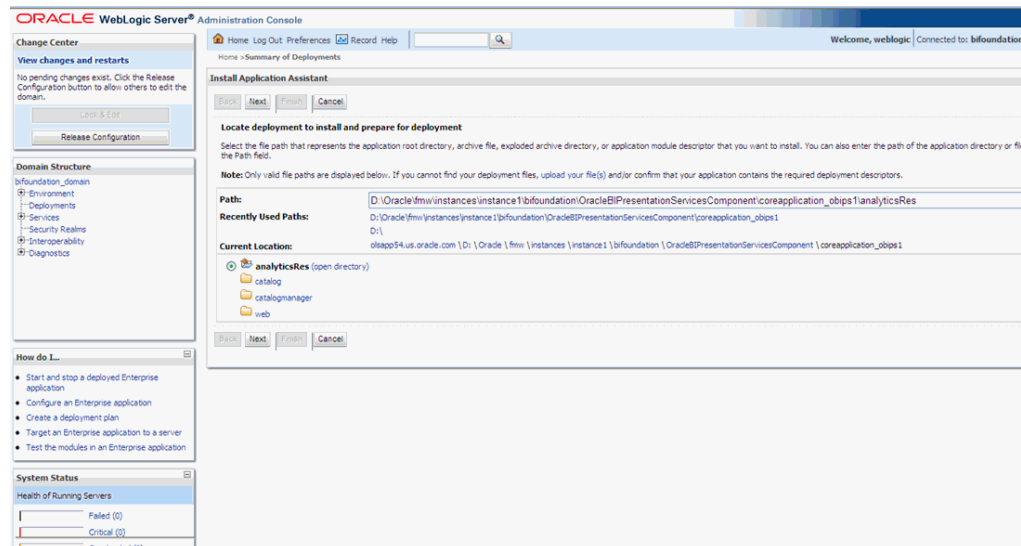 ORACLE WebLogic Server® Administration Console
Change Center
View changes and restarts
No pending changes exist. Click the Release
Configuration button to allow others to edit the
domain.
Lock & Edit
Release Configuration
Domain Structure
bifoundation_domain
Environment
Deployments
Services
Security Realms
Interoperability
Diagnostics
How do I...
Start and stop a deployed Enterprise
application
Configure an Enterprise application
Create a deployment plan
Target an Enterprise application to a server
Test the modules in an Enterprise application
System Status
Health of Running Servers
Failed (0)
Critical (0)
Home Log Out Preferences Record Help
Welcome, weblogic Connected to: bifoundation
Home >Summary of Deployments
Install Application Assistant
Back Next Finish Cancel
Locate deployment to install and prepare for deployment
Select the file path that represents the application root directory, archive file, exploded archive directory, or application module descriptor that you want to install. You can also enter the path of the application directory or
the Path field.
Note: Only valid file paths are displayed below. If you cannot find your deployment files, upload your file(s) and/or confirm that your application contains the required deployment descriptors.
Path: D:\Oracle\fmw\instances\instance1\bifoundation\OracleBIPresentationServicesComponent\coreapplication_obips1\analyticsRes
Recently Used Paths: D:\Oracle\fmw\instances\instance1\bifoundation\OracleBIPresentationServicesComponent\coreapplication_obips1
D:\
Current Location: olsapp54.us.oracle.com \ D: \ Oracle \ fmw \ instances \ instance1 \ bifoundation \ OracleBIPresentationServicesComponent \ coreapplication_obips1
analyticsRes (open directory)
catalog
catalogmanager
web
Back Next Finish Cancel